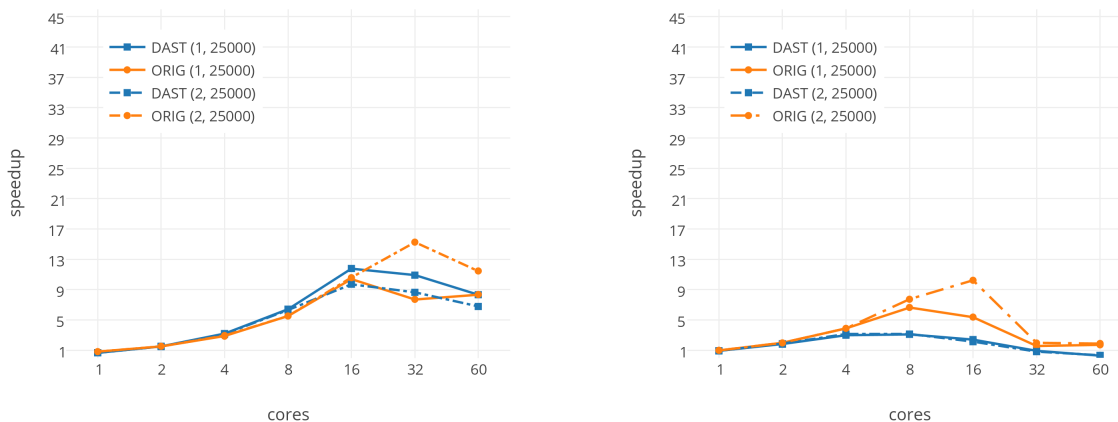 45
41
37
33
29
25
21
17
13
9
5
1
speedup
DAST (1, 25000)
ORIG (1, 25000)
DAST (2, 25000)
ORIG (2, 25000)
1 2 4 8 16 32 60
cores
45
41
37
33
29
25
21
17
13
9
5
1
speedup
DAST (1, 25000)
ORIG (1, 25000)
DAST (2, 25000)
ORIG (2, 25000)
1 2 4 8 16 32 60
cores